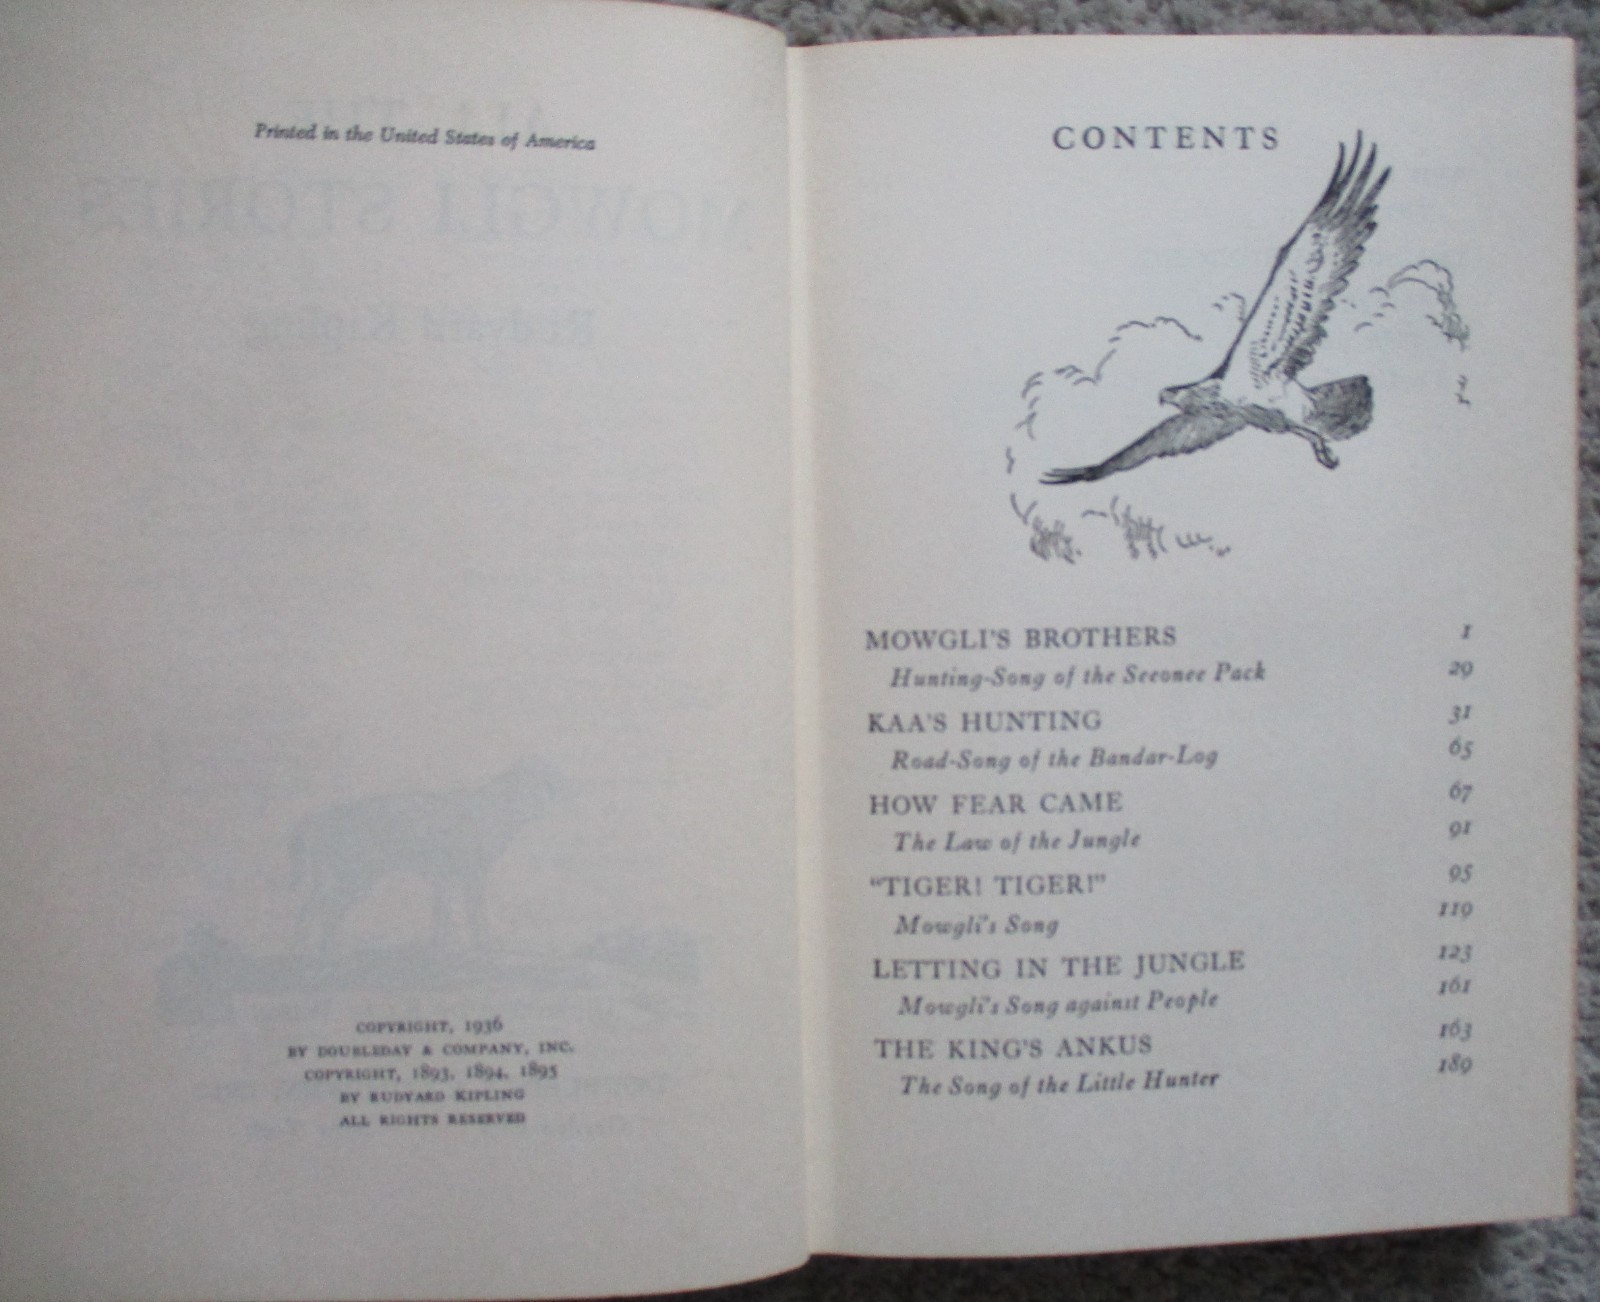 Printed in the United States of America
MOWGLI STORIES
Rudyard Kipling
COPYRIGHT, 1936
BY DOUBLEDAY & COMPANY, INC.
COPYRIGHT, 1893, 1894, 1895
BY RUDYARD KIPLING
ALL RIGHTS RESERVED
CONTENTS
MOWGLI'S BROTHERS 1
Hunting-Song of the Seeonee Pack 29
KAA'S HUNTING 31
Road-Song of the Bandar-Log 65
HOW FEAR CAME 67
The Law of the Jungle 91
"TIGER! TIGER!" 95
Mowgli's Song 119
LETTING IN THE JUNGLE 123
Mowgli's Song against People 161
THE KING'S ANKUS 163
The Song of the Little Hunter 189